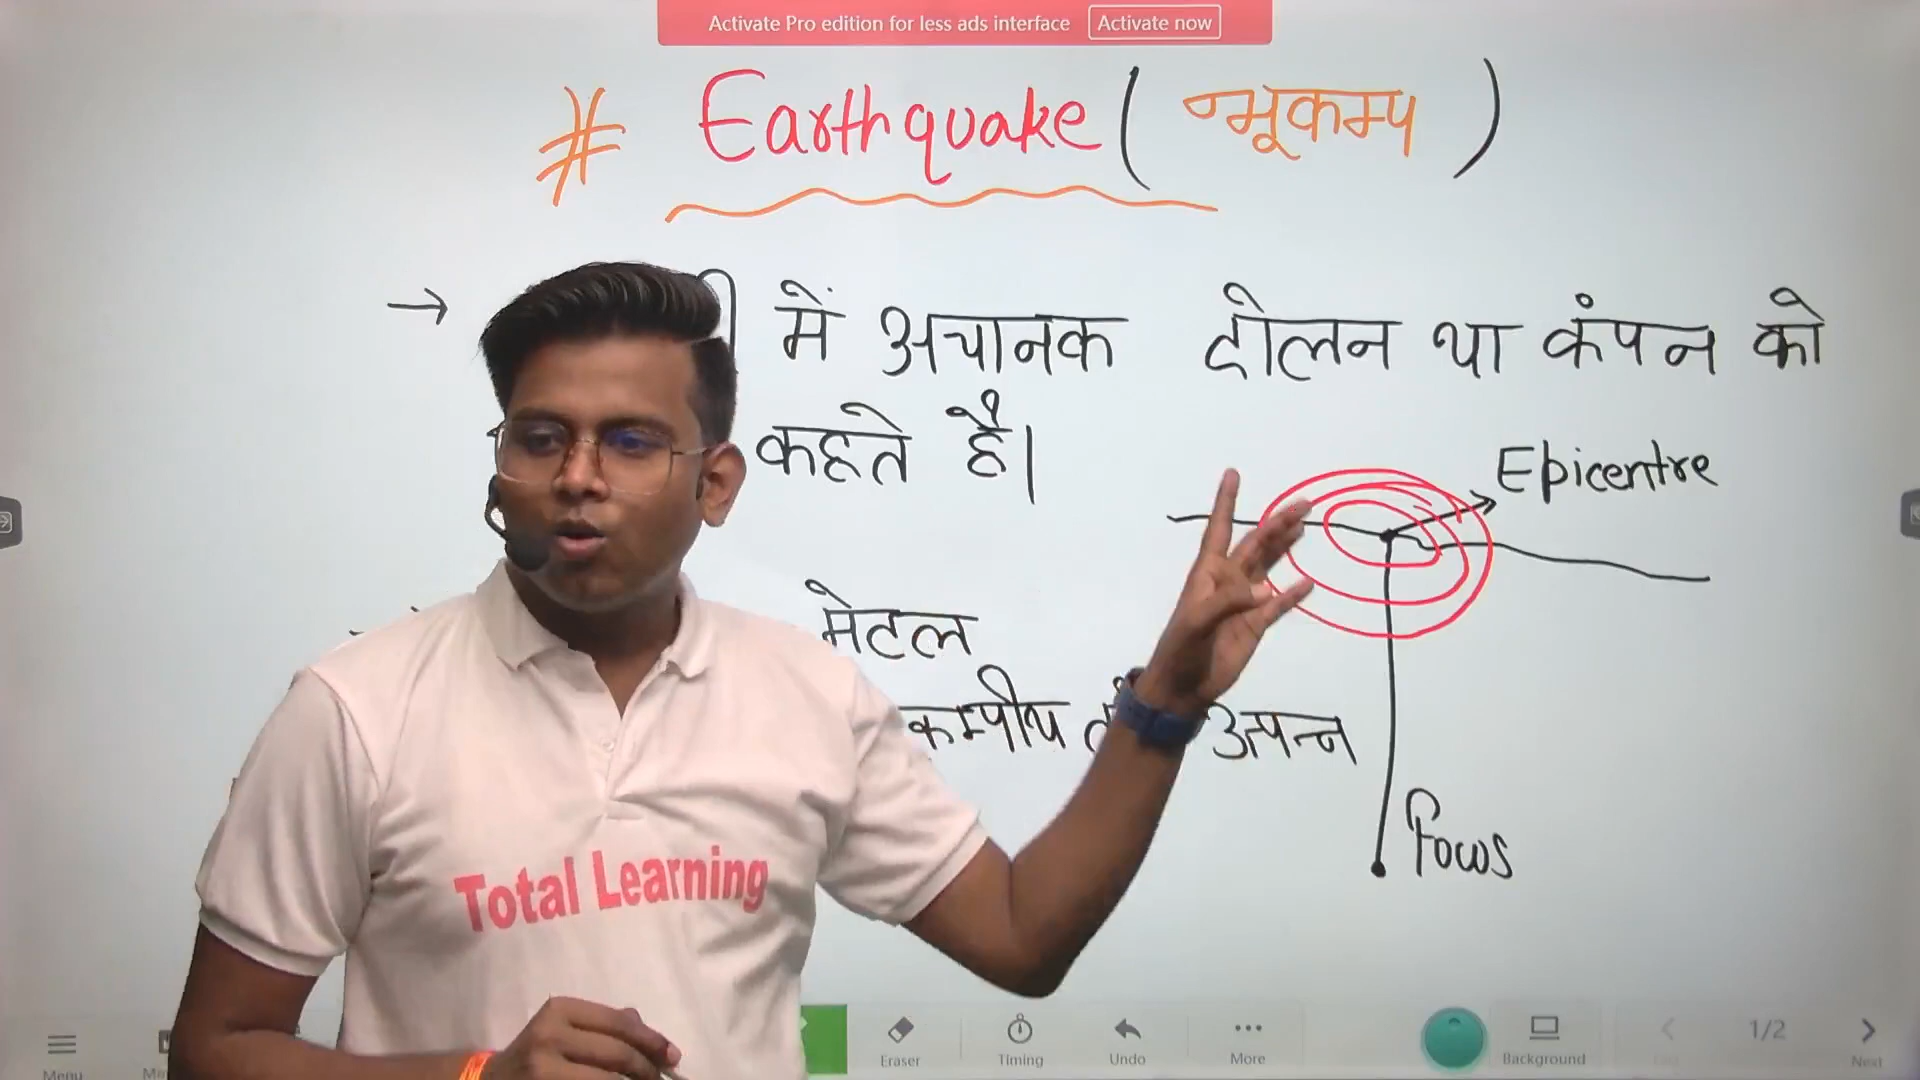 Activate Pro edition for less ads interface Activate now
# Earthquake ( भूकम्प )
→ में अचानक दोलन या कंपन को
कहते है।
Epicentre
मेटल
कम्पीय उत्पन्न
focus
Total Learning
Menu
Eraser
Timing
Undo
More
Background
1/2
Next